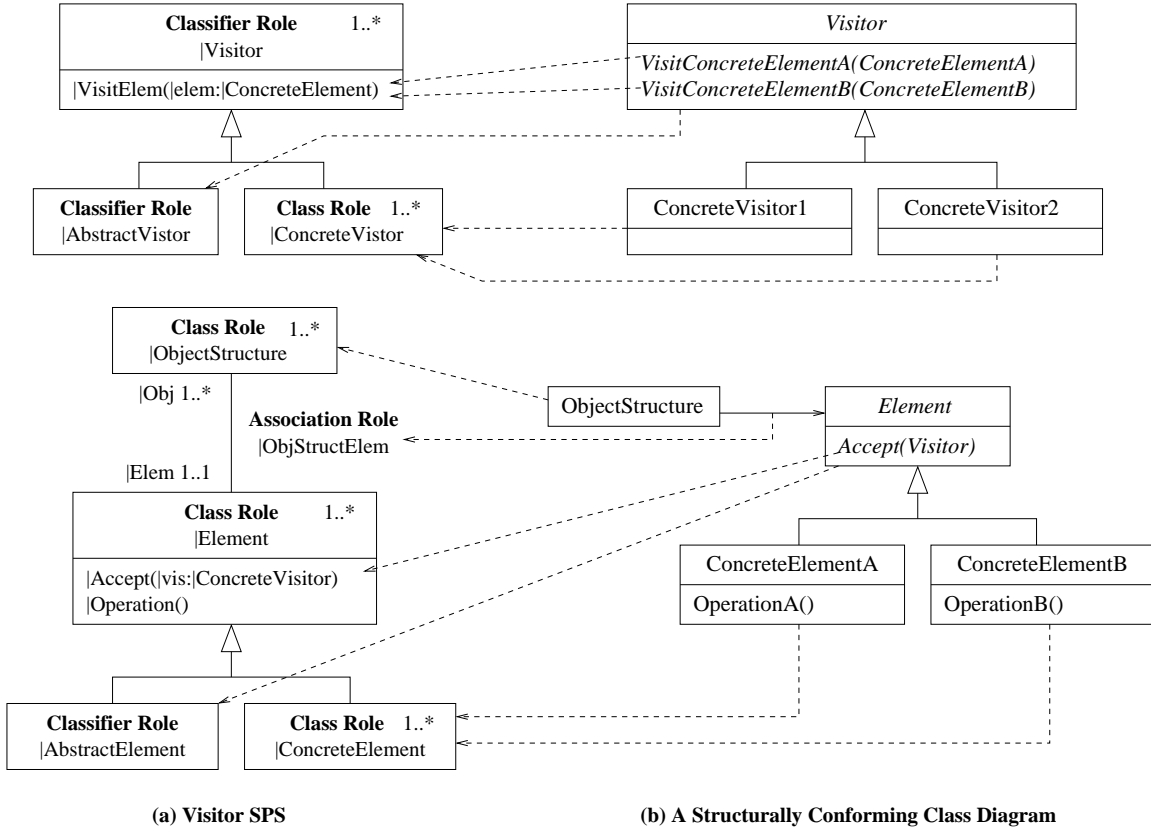 Classifier Role 1..*
|Visitor
|VisitElem(|elem:|ConcreteElement)
Classifier Role
|AbstractVistor
Class Role 1..*
|ConcreteVistor
Visitor
VisitConcreteElementA(ConcreteElementA)
VisitConcreteElementB(ConcreteElementB)
ConcreteVisitor1
ConcreteVisitor2
Class Role 1..*
|ObjectStructure
|Obj 1..*
Association Role
|ObjStructElem
|Elem 1..1
Class Role 1..*
|Element
|Accept(|vis:|ConcreteVisitor)
|Operation()
Classifier Role
|AbstractElement
Class Role 1..*
|ConcreteElement
ObjectStructure
Element
Accept(Visitor)
ConcreteElementA
OperationA()
ConcreteElementB
OperationB()
(a) Visitor SPS
(b) A Structurally Conforming Class Diagram